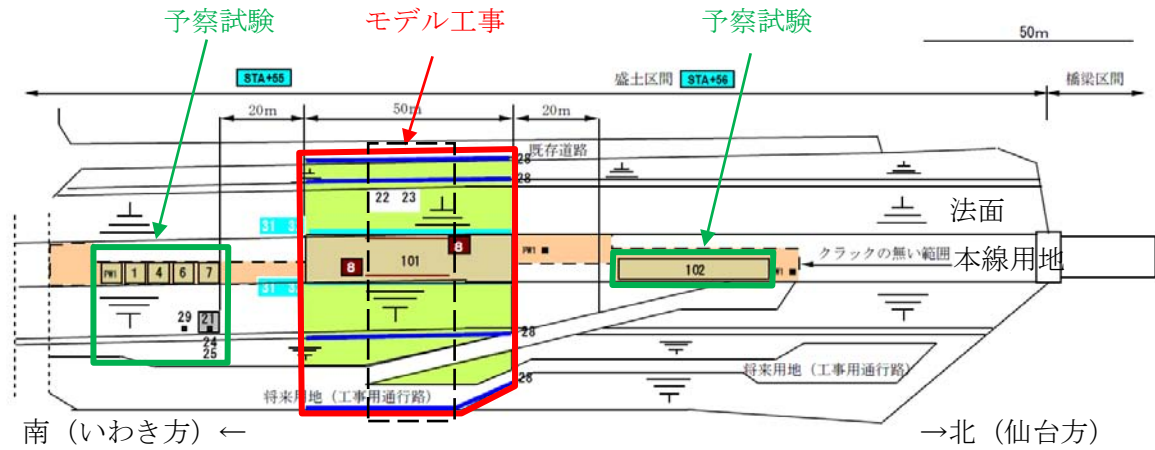 予察試験
モデル工事
予察試験
50m
STA+55
盛土区間
STA+56
橋梁区間
20m
50m
20m
既存道路
28
28
22 23
法面
31
8
PW1
クラックの無い範囲
本線用地
PW1
1
4
6
7
8
101
102
31
29
21
24
25
28
28
将来用地(工事用通行路)
将来用地(工事用通行路)
南(いわき方)←
→北(仙台方)